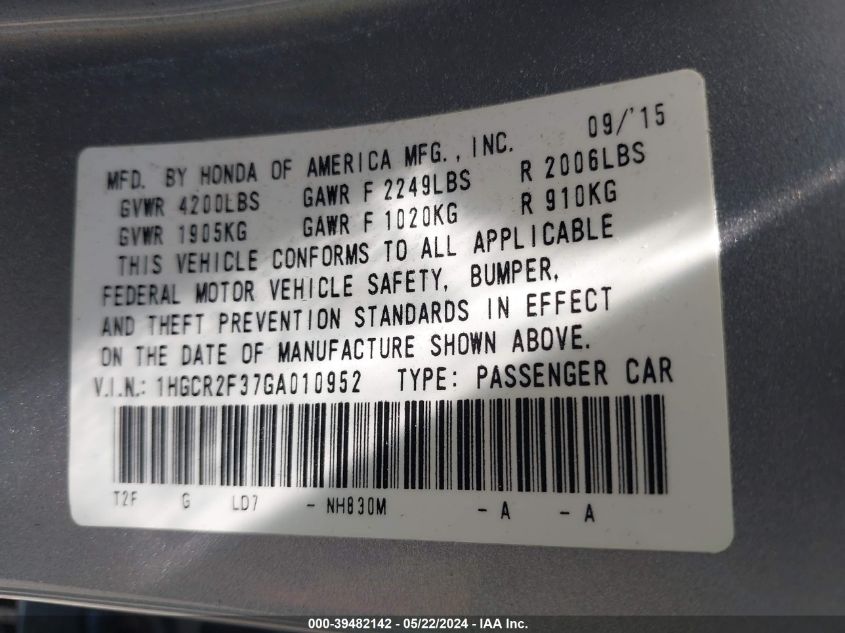 09/'15
MFD. BY HONDA OF AMERICA MFG., INC.
GVWR 4200LBS GAWR F 2249LBS R 2006LBS
GVWR 1905KG GAWR F 1020KG R 910KG
THIS VEHICLE CONFORMS TO ALL APPLICABLE
FEDERAL MOTOR VEHICLE SAFETY, BUMPER,
AND THEFT PREVENTION STANDARDS IN EFFECT
ON THE DATE OF MANUFACTURE SHOWN ABOVE.
V.I.N.: 1HGCR2F37GA010952 TYPE: PASSENGER CAR
T2F G LD7 - NH830M - A - A
000-39482142 - 05/22/2024 - IAA Inc.